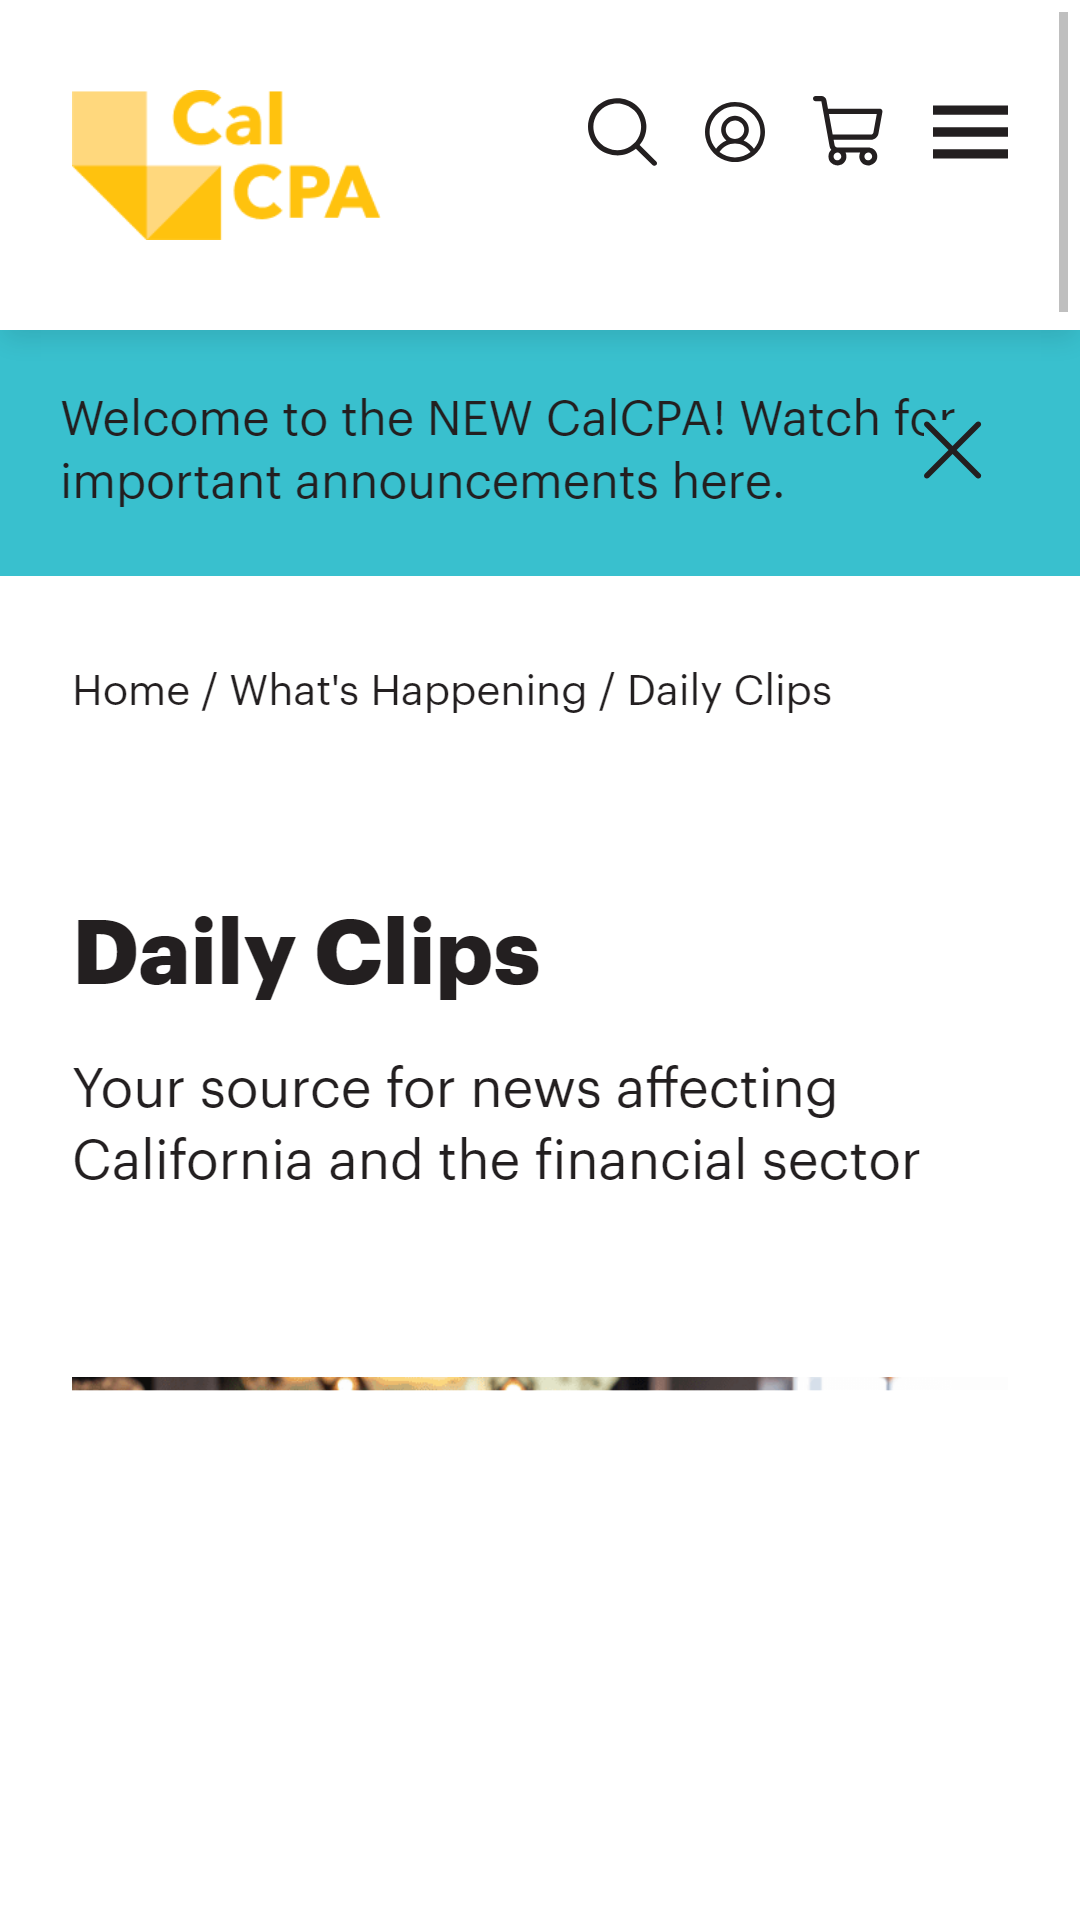 Cal
CPA
Welcome to the NEW CalCPA! Watch for
important announcements here.
Home / What's Happening / Daily Clips
Daily Clips
Your source for news affecting
California and the financial sector